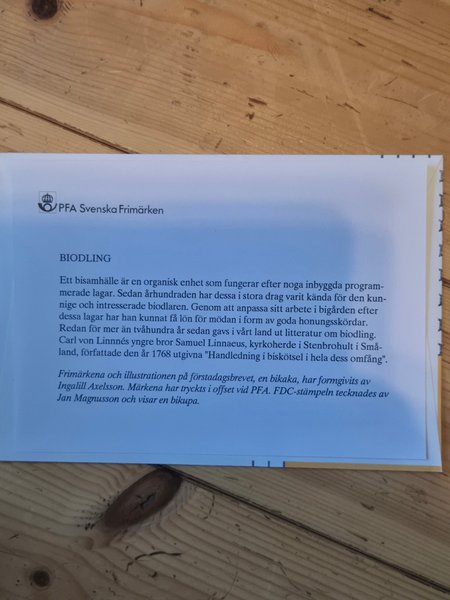 PFA Svenska Frimärken
BIODLING
Ett bisamhälle är en organisk enhet som fungerar efter noga inbyggda program-
merade lagar. Sedan århundraden har dessa i stora drag varit kända för den kun-
nige och intresserade biodlaren. Genom att anpassa sitt arbete i bigården efter
dessa lagar har han kunnat få lön för mödan i form av goda honungsskördar.
Redan för mer än tvåhundra år sedan gavs i vårt land ut litteratur om biodling.
Carl von Linnnés yngre bror Samuel Linnaeus, kyrkoherde i Stenbrohult i Små-
land, författade den år 1768 utgivna "Handledning i biskötsel i hela dess omfång".
Frimärkena och illustrationen på förstadagsbrevet, en bikaka, har formgivits av
Ingalill Axelsson. Märkena har tryckts i offset vid PFA. FDC-stämpeln tecknades av
Jan Magnusson och visar en bikupa.